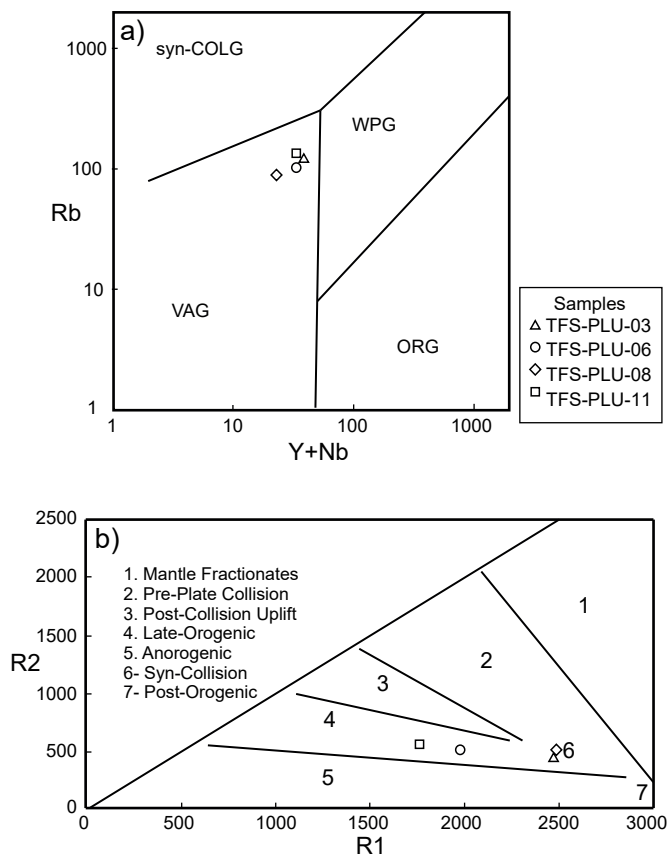 a)
1000
syn-COLG
WPG
100
Rb
10
VAG
ORG
1
1
10
100
1000
Y+Nb
Samples
TFS-PLU-03
TFS-PLU-06
TFS-PLU-08
TFS-PLU-11
2500
b)
1. Mantle Fractionates
2. Pre-Plate Collision
3. Post-Collision Uplift
4. Late-Orogenic
5. Anorogenic
6- Syn-Collision
7- Post-Orogenic
2000
1500
R2
1000
500
0
1
2
3
4
5
6
7
0
500
1000
1500
2000
2500
3000
R1